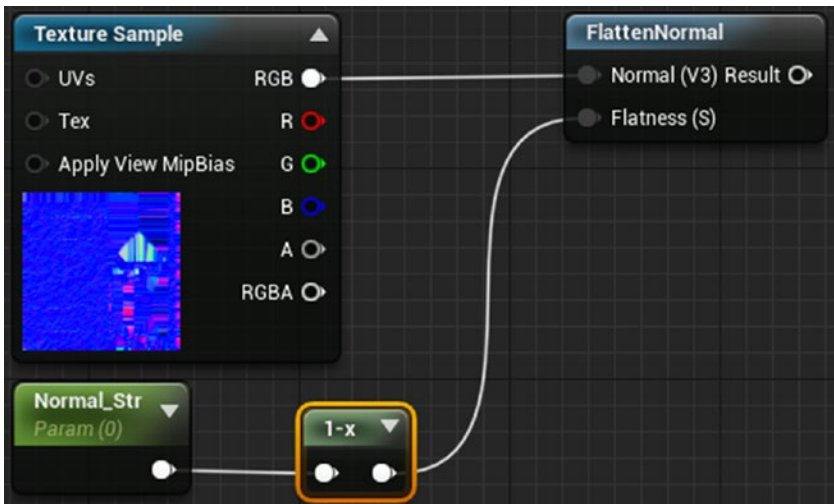 Texture Sample
UVs
RGB
Tex
R
Apply View MipBias
G
B
A
RGBA
FlattenNormal
Normal (V3) Result
Flatness (S)
Normal_Str
Param (0)
1-x